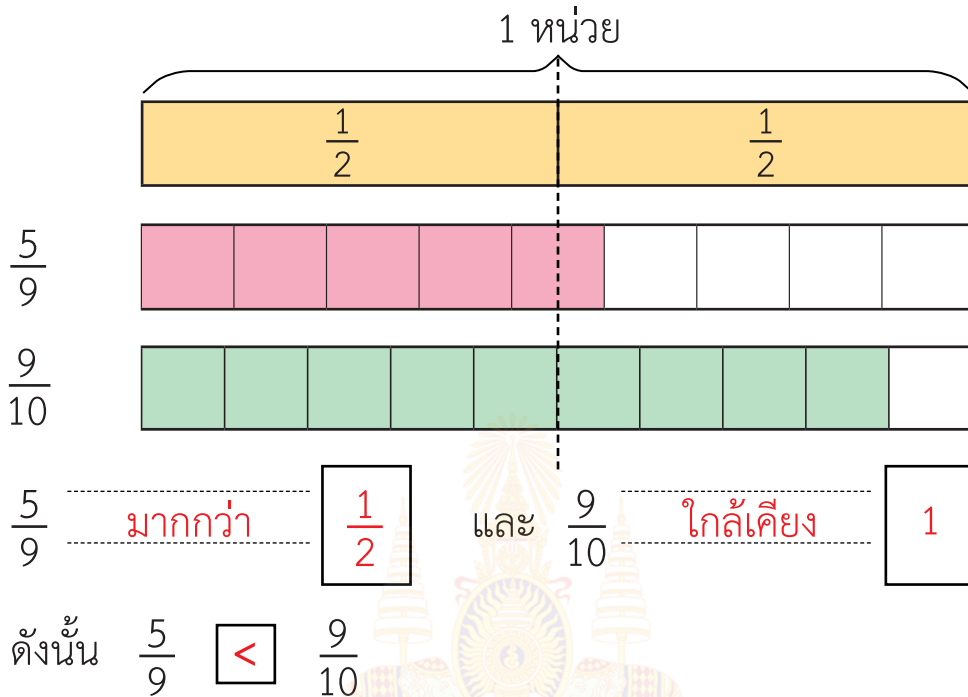 1 หน่วย
1/2 1/2
5/9
9/10
5/9 มากกว่า 1/2 และ 9/10 ใกล้เคียง 1
ดังนั้น 5/9 < 9/10